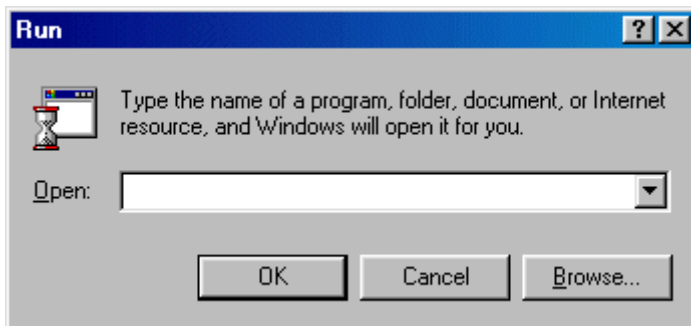 Run
Type the name of a program, folder, document, or Internet
resource, and Windows will open it for you.
Open:
OK Cancel Browse...